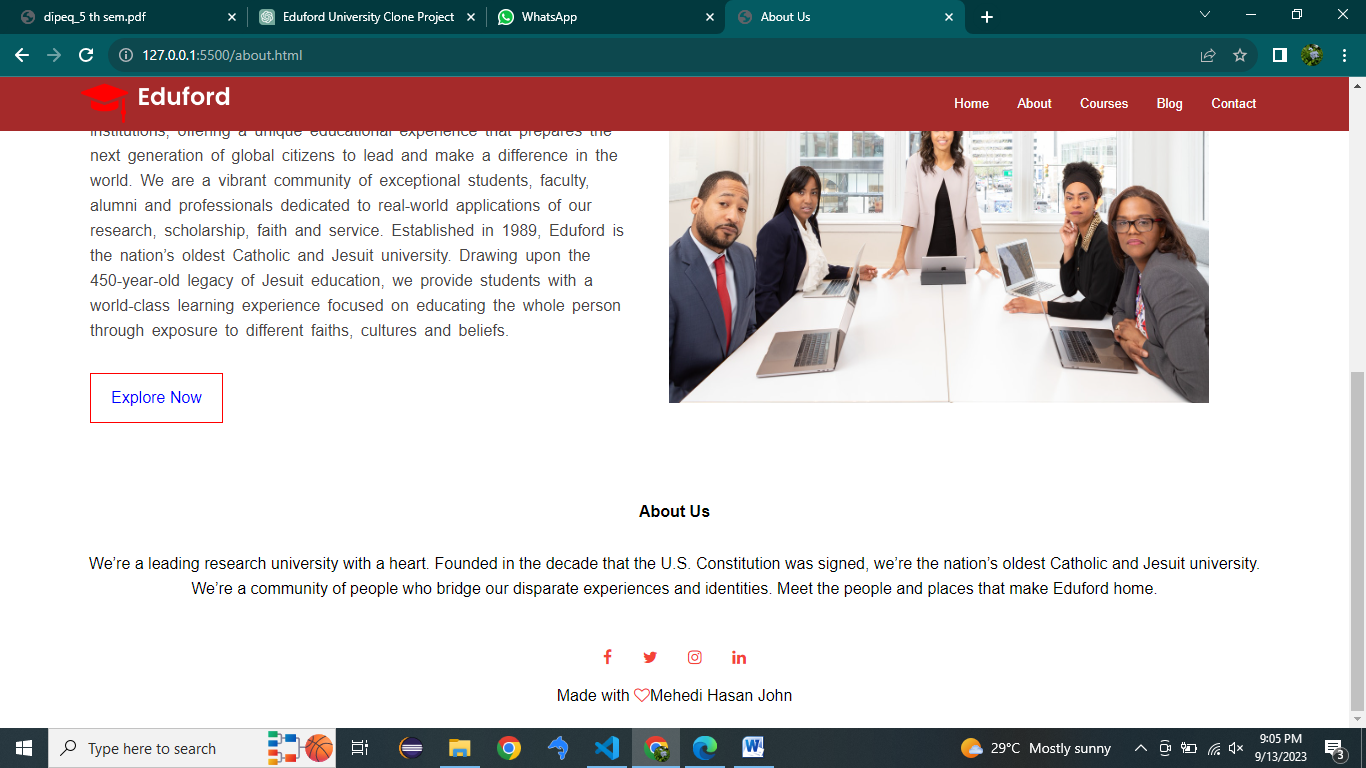 dipeq_5 th sem.pdf
Eduford University Clone Project
WhatsApp
About Us
127.0.0.1:5500/about.html
Eduford
Home
About
Courses
Blog
Contact
institutions, offering a unique educational experience that prepares the
next generation of global citizens to lead and make a difference in the
world. We are a vibrant community of exceptional students, faculty,
alumni and professionals dedicated to real-world applications of our
research, scholarship, faith and service. Established in 1989, Eduford is
the nation’s oldest Catholic and Jesuit university. Drawing upon the
450-year-old legacy of Jesuit education, we provide students with a
world-class learning experience focused on educating the whole person
through exposure to different faiths, cultures and beliefs.
Explore Now
About Us
We’re a leading research university with a heart. Founded in the decade that the U.S. Constitution was signed, we’re the nation’s oldest Catholic and Jesuit university.
We’re a community of people who bridge our disparate experiences and identities. Meet the people and places that make Eduford home.
Made with Mehedi Hasan John
Type here to search
29°C Mostly sunny
9:05 PM
9/13/2023
3